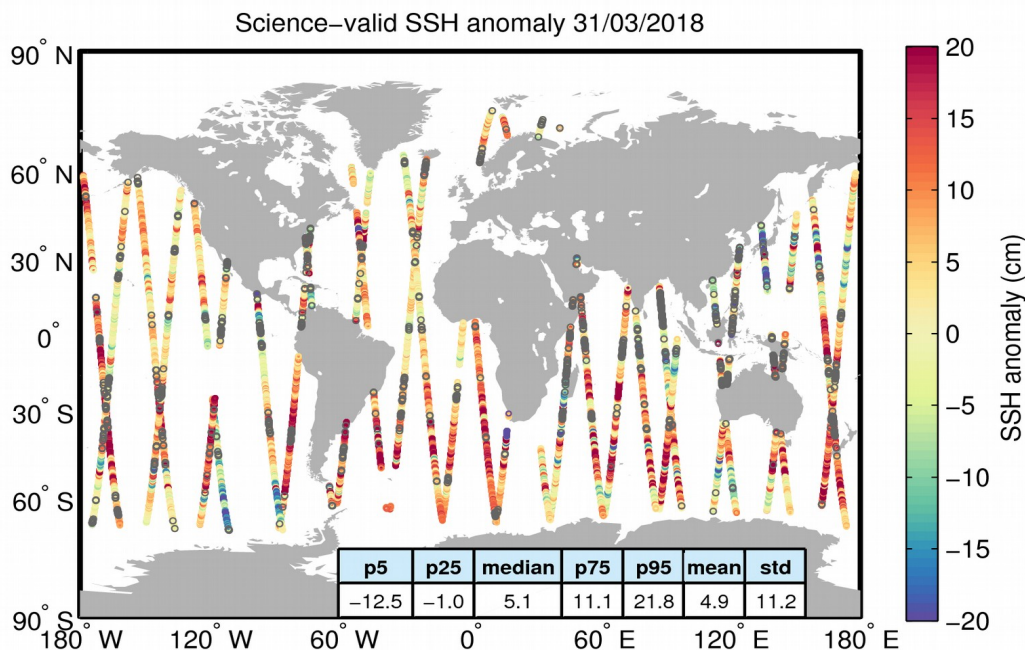 Science−valid SSH anomaly 31/03/2018
90° N
60° N
30° N
0°
30° S
60° S
90° S
180° W
120° W
60° W
0°
60° E
120° E
180° E
p5 p25 median p75 p95 mean std
−12.5 −1.0 5.1 11.1 21.8 4.9 11.2
20
15
10
5
0
−5
−10
−15
−20
SSH anomaly (cm)